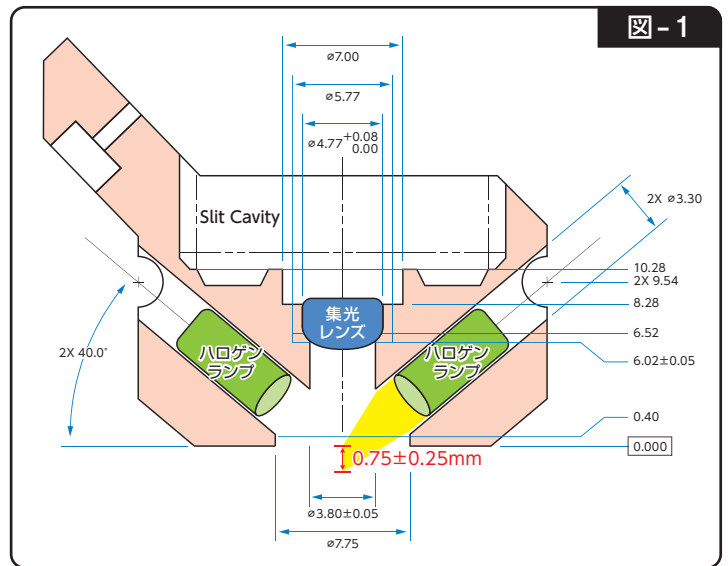 図-1
⌀7.00
⌀5.77
⌀4.77 +0.08
0.00
Slit Cavity
2X ⌀3.30
10.28
2X 9.54
8.28
集光
レンズ
6.52
ハロゲン
ランプ
ハロゲン
ランプ
2X 40.0°
6.02±0.05
0.40
0.000
0.75±0.25mm
⌀3.80±0.05
⌀7.75